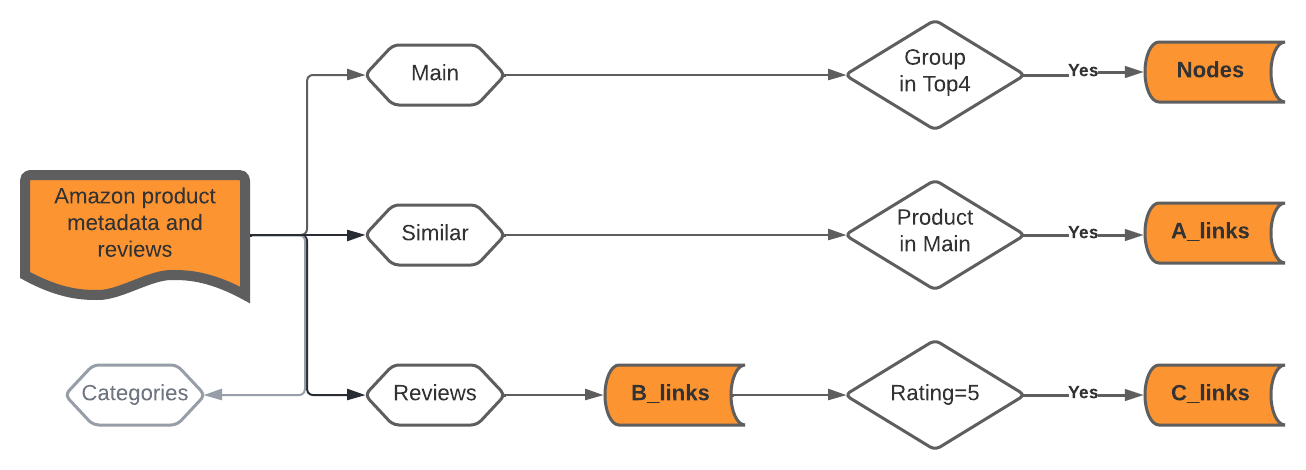 Main
Group
in Top4
Yes
Nodes
Amazon product
metadata and
reviews
Similar
Product
in Main
Yes
A_links
Categories
Reviews
B_links
Rating=5
Yes
C_links